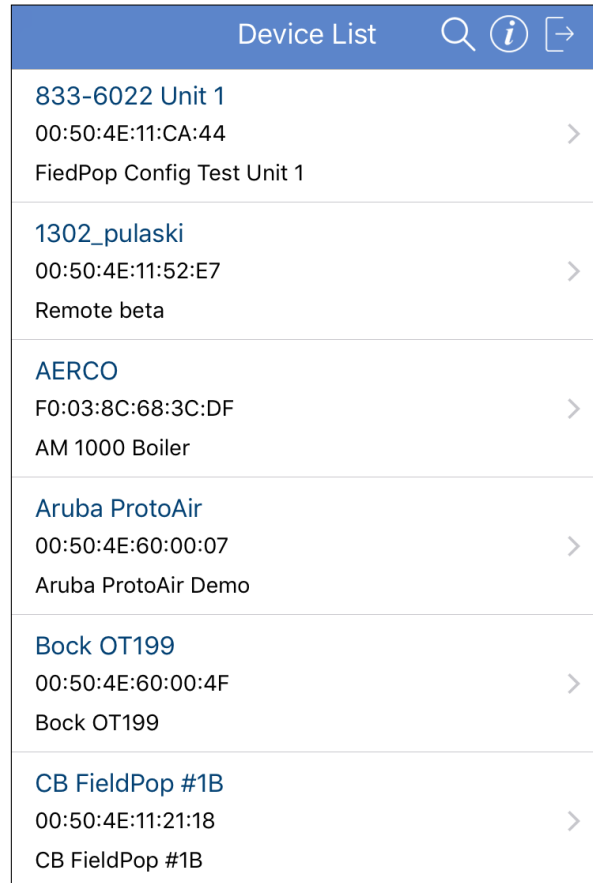 Device List
833-6022 Unit 1
00:50:4E:11:CA:44
FiedPop Config Test Unit 1
1302_pulaski
00:50:4E:11:52:E7
Remote beta
AERCO
F0:03:8C:68:3C:DF
AM 1000 Boiler
Aruba ProtoAir
00:50:4E:60:00:07
Aruba ProtoAir Demo
Bock OT199
00:50:4E:60:00:4F
Bock OT199
CB FieldPop #1B
00:50:4E:11:21:18
CB FieldPop #1B